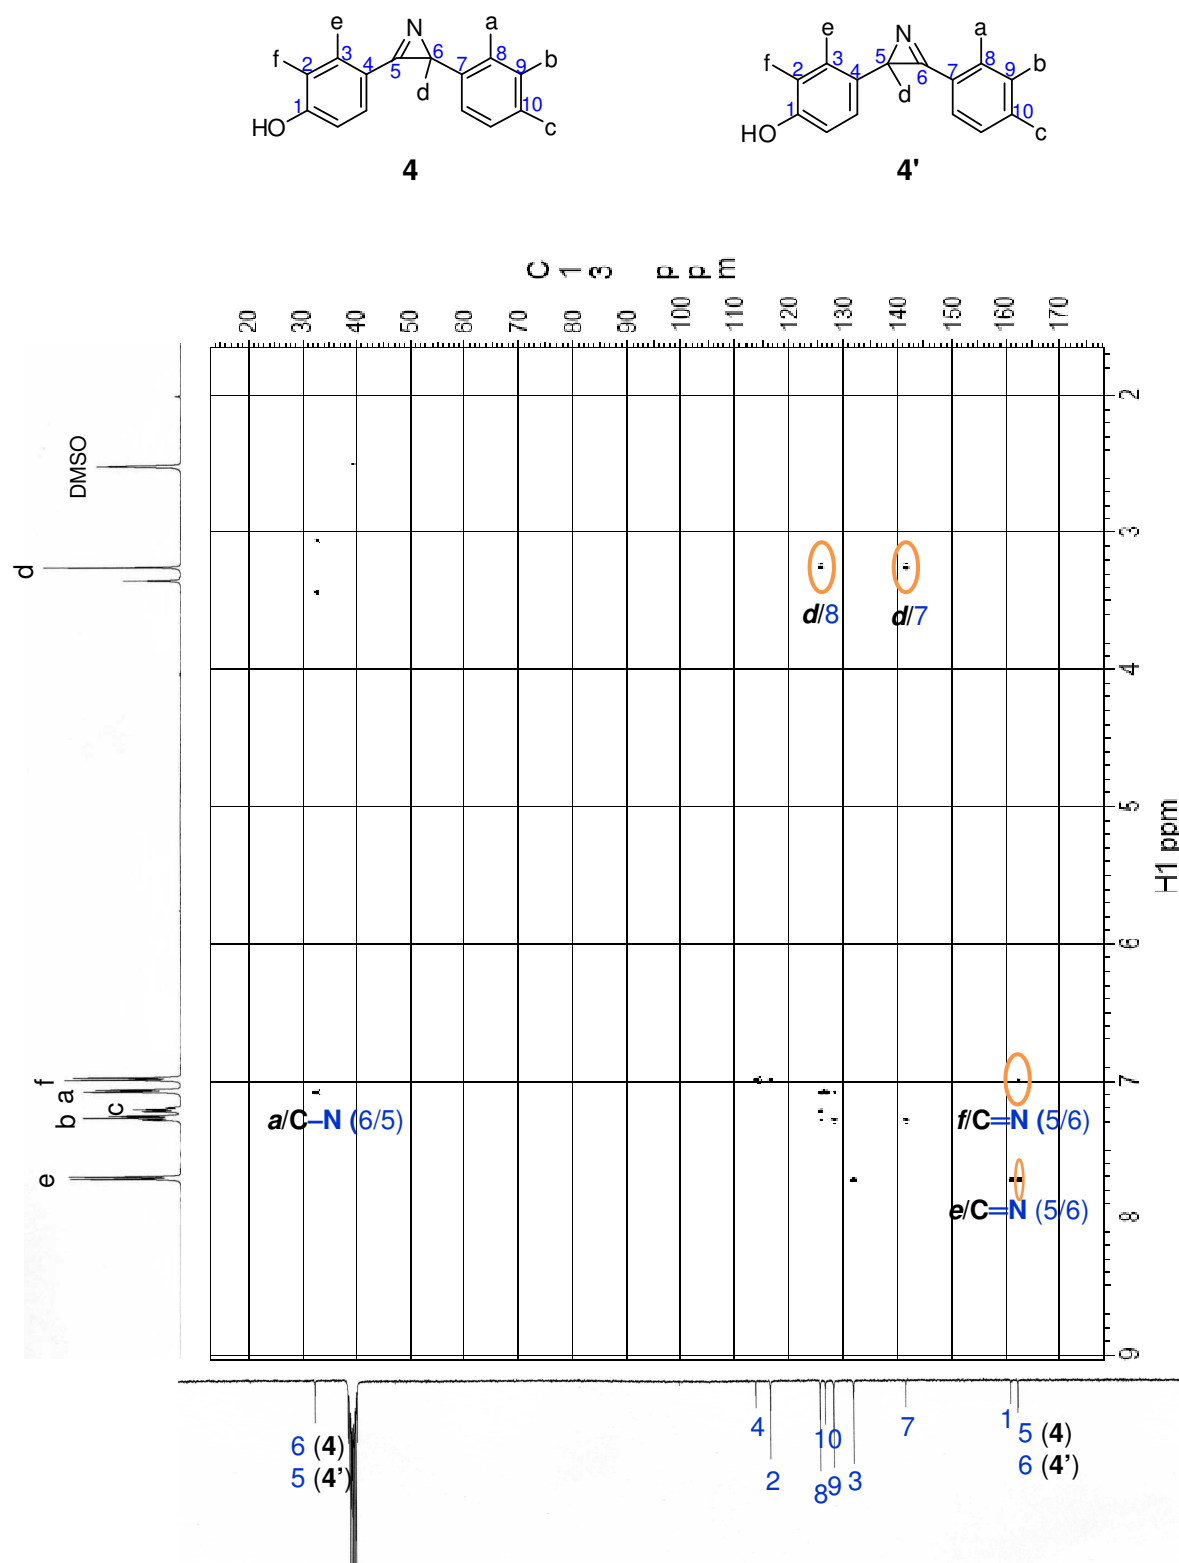 e
a
N
f
2
3
4
5
6
7
8
9
b
10
1
d
c
HO
4
e
a
N
f
2
3
4
5
6
7
8
9
b
10
1
d
c
HO
4'
C 13 ppm
20 30 40 50 60 70 80 90 100 110 120 130 140 150 160 170
2
DMSO
3
d
d/8
d/7
4
5
H1 ppm
6
7
f
a
c
b
a/C–N (6/5)
f/C=N (5/6)
e
e/C=N (5/6)
8
9
6 (4)
5 (4’)
4
2
10
8
9
3
7
1
5 (4)
6 (4’)